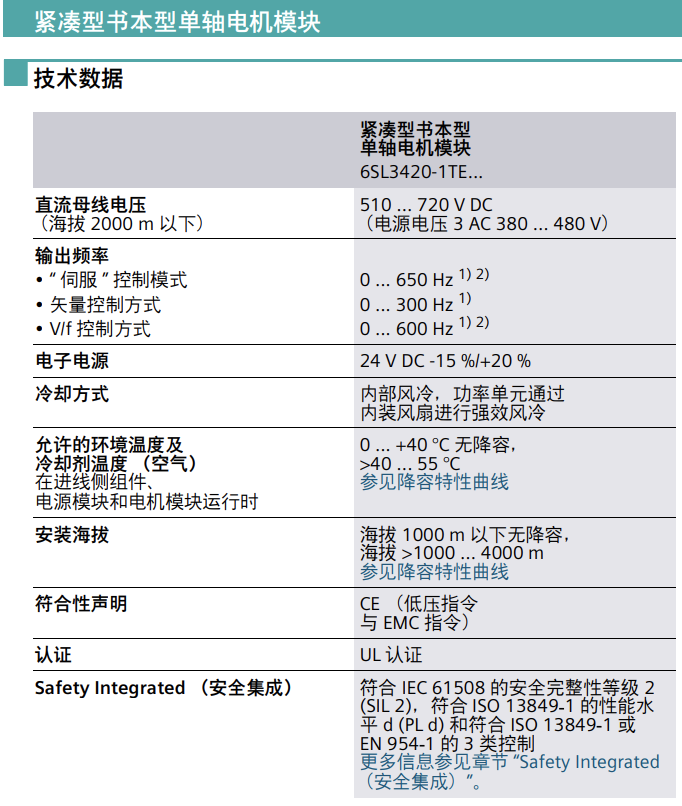 紧凑型书本型单轴电机模块
技术数据
紧凑型书本型
单轴电机模块
6SL3420-1TE...
直流母线电压
（海拔 2000 m 以下）
510 ... 720 V DC
（电源电压 3 AC 380 ... 480 V）
输出频率
• “ 伺服 ” 控制模式
0 ... 650 Hz 1) 2)
• 矢量控制方式
0 ... 300 Hz 1)
• V/f 控制方式
0 ... 600 Hz 1) 2)
电子电源
24 V DC -15 %/+20 %
冷却方式
内部风冷，功率单元通过
内装风扇进行强效风冷
允许的环境温度及
冷却剂温度 （空气）
在进线侧组件、
电源模块和电机模块运行时
0 ... +40 °C 无降容，
>40 ... 55 °C
参见降容特性曲线
安装海拔
海拔 1000 m 以下无降容，
海拔 >1000 ... 4000 m
参见降容特性曲线
符合性声明
CE （低压指令
与 EMC 指令）
认证
UL 认证
Safety Integrated （安全集成）
符合 IEC 61508 的安全完整性等级 2
(SIL 2)，符合 ISO 13849-1 的性能水
平 d (PL d) 和符合 ISO 13849-1 或
EN 954-1 的 3 类控制
更多信息参见章节 “Safety Integrated
（安全集成）”。